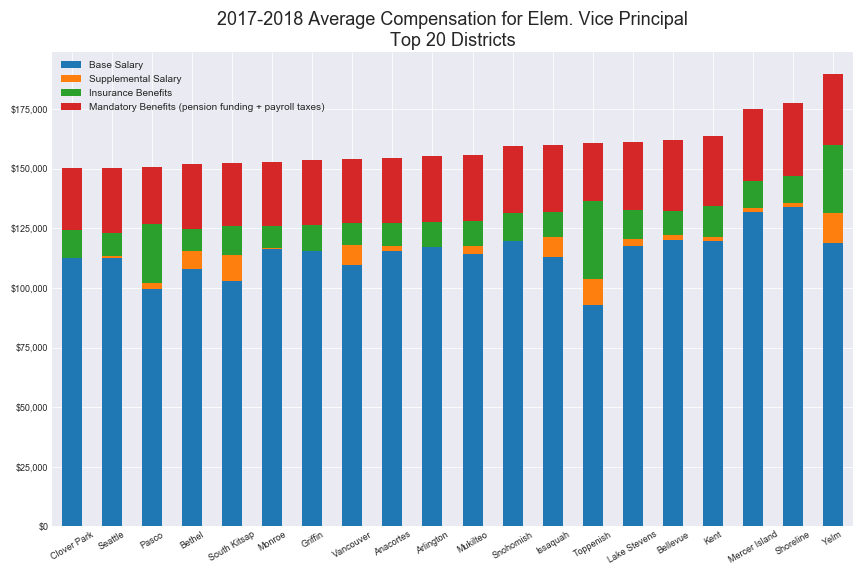 2017-2018 Average Compensation for Elem. Vice Principal
Top 20 Districts
Base Salary
Supplemental Salary
Insurance Benefits
Mandatory Benefits (pension funding + payroll taxes)
$175,000
$150,000
$125,000
$100,000
$75,000
$50,000
$25,000
$0
Clover Park
Seattle
Pasco
Bethel
South Kitsap
Monroe
Griffin
Vancouver
Anacortes
Arlington
Mukilteo
Snohomish
Issaquah
Toppenish
Lake Stevens
Bellevue
Kent
Mercer Island
Shoreline
Yelm